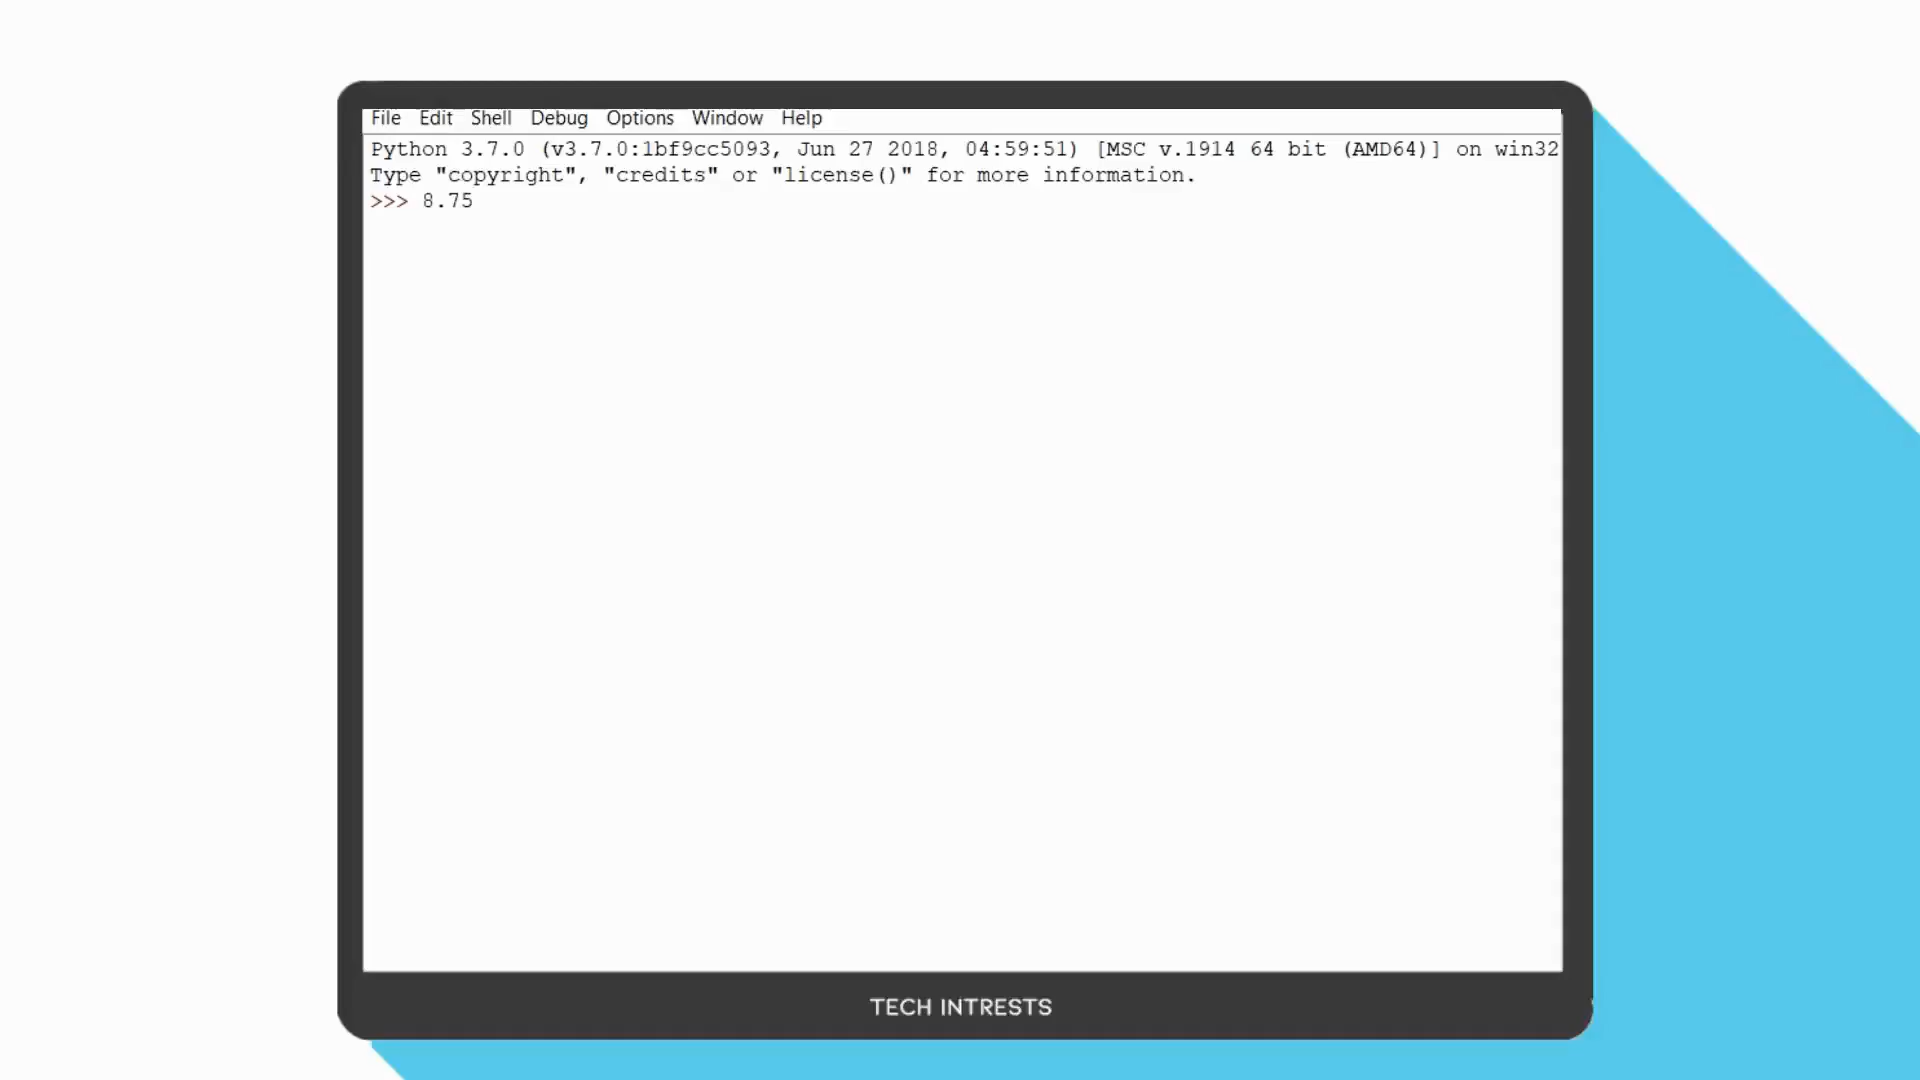 File Edit Shell Debug Options Window Help
Python 3.7.0 (v3.7.0:1bf9cc5093, Jun 27 2018, 04:59:51) [MSC v.1914 64 bit (AMD64)] on win32
Type "copyright", "credits" or "license()" for more information.
>>> 8.75
TECH INTRESTS